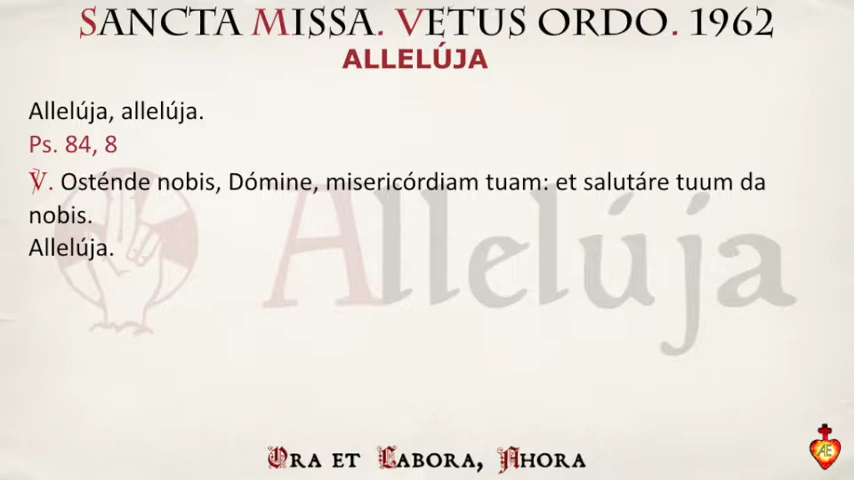 SANCTA MISSA. VETUS ORDO. 1962
ALLELÚJA
Allelúja, allelúja.
Ps. 84, 8
℣. Osténde nobis, Dómine, misericórdiam tuam: et salutáre tuum da
nobis.
Allelúja.
Allelúja
ORA ET LABORA, AHORA
AE